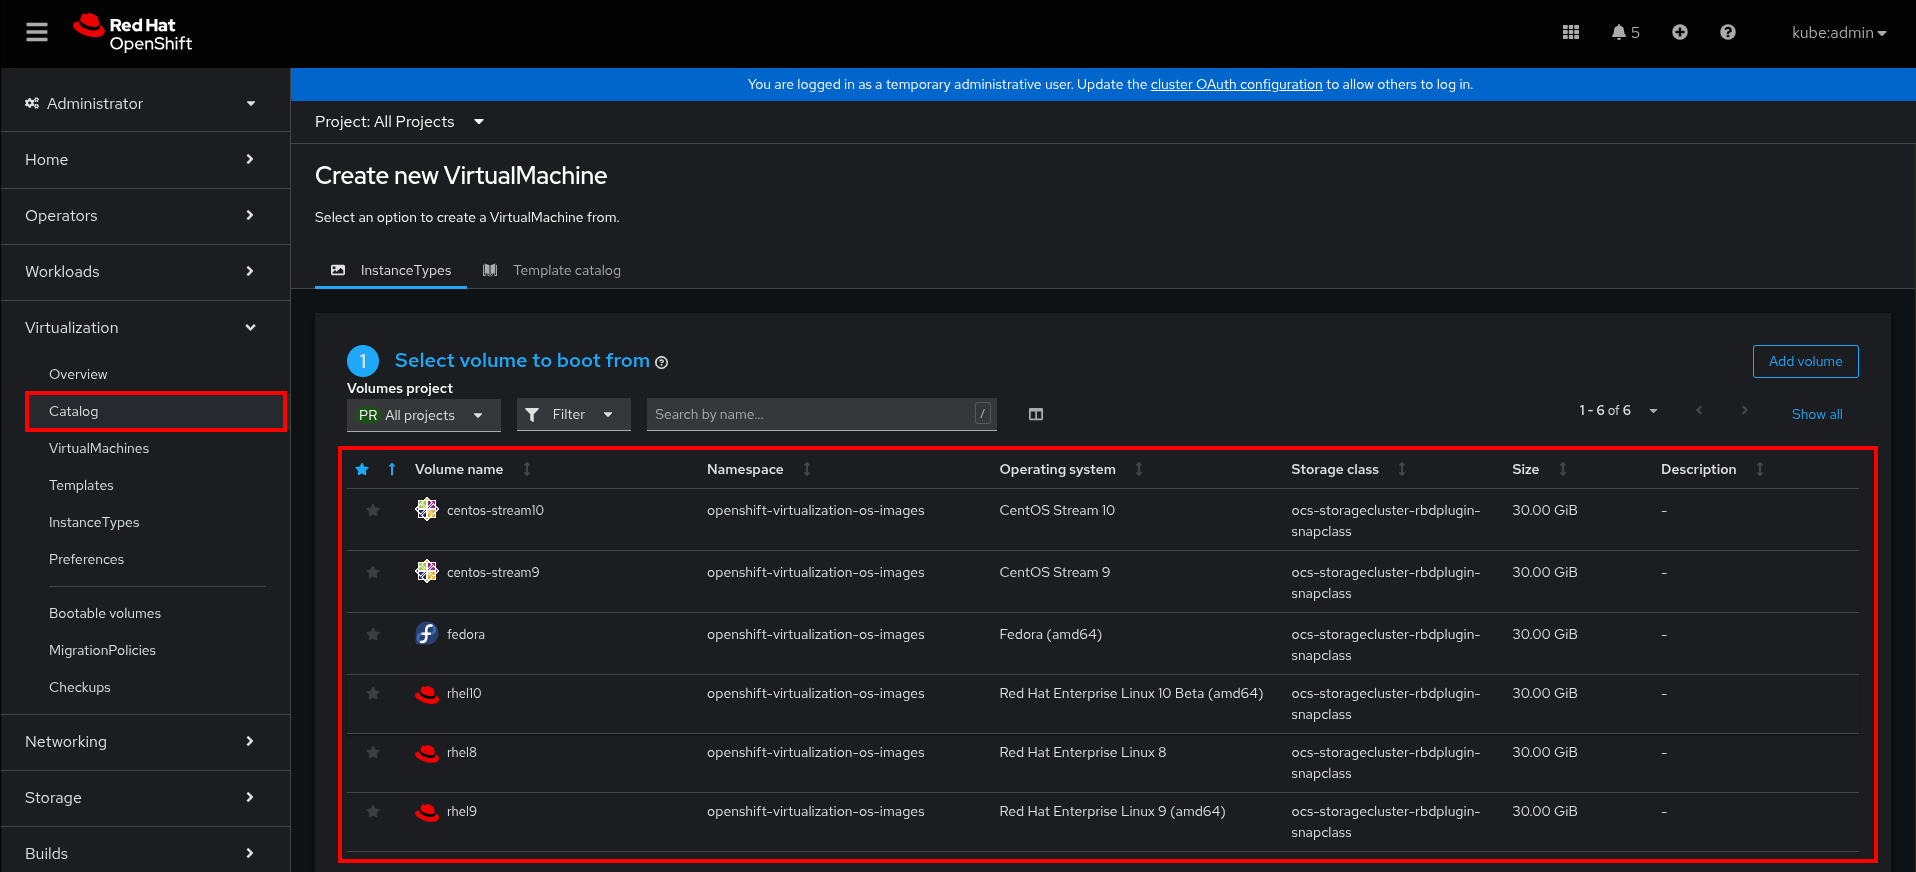 Red Hat
OpenShift
5
kube:admin
You are logged in as a temporary administrative user. Update the cluster OAuth configuration to allow others to log in.
Administrator
Home
Operators
Workloads
Virtualization
Overview
Catalog
VirtualMachines
Templates
InstanceTypes
Preferences
Bootable volumes
MigrationPolicies
Checkups
Networking
Storage
Builds
Project: All Projects
Create new VirtualMachine
Select an option to create a VirtualMachine from.
InstanceTypes Template catalog
1 Select volume to boot from
Add volume
Volumes project
PR All projects Filter Search by name... / 1 - 6 of 6 Show all
Volume name Namespace Operating system Storage class Size Description
centos-stream10 openshift-virtualization-os-images CentOS Stream 10 ocs-storagecluster-rbdplugin- 30.00 GiB -
snapclass
centos-stream9 openshift-virtualization-os-images CentOS Stream 9 ocs-storagecluster-rbdplugin- 30.00 GiB -
snapclass
fedora openshift-virtualization-os-images Fedora (amd64) ocs-storagecluster-rbdplugin- 30.00 GiB -
snapclass
rhel10 openshift-virtualization-os-images Red Hat Enterprise Linux 10 Beta (amd64) ocs-storagecluster-rbdplugin- 30.00 GiB -
snapclass
rhel8 openshift-virtualization-os-images Red Hat Enterprise Linux 8 ocs-storagecluster-rbdplugin- 30.00 GiB -
snapclass
rhel9 openshift-virtualization-os-images Red Hat Enterprise Linux 9 (amd64) ocs-storagecluster-rbdplugin- 30.00 GiB -
snapclass